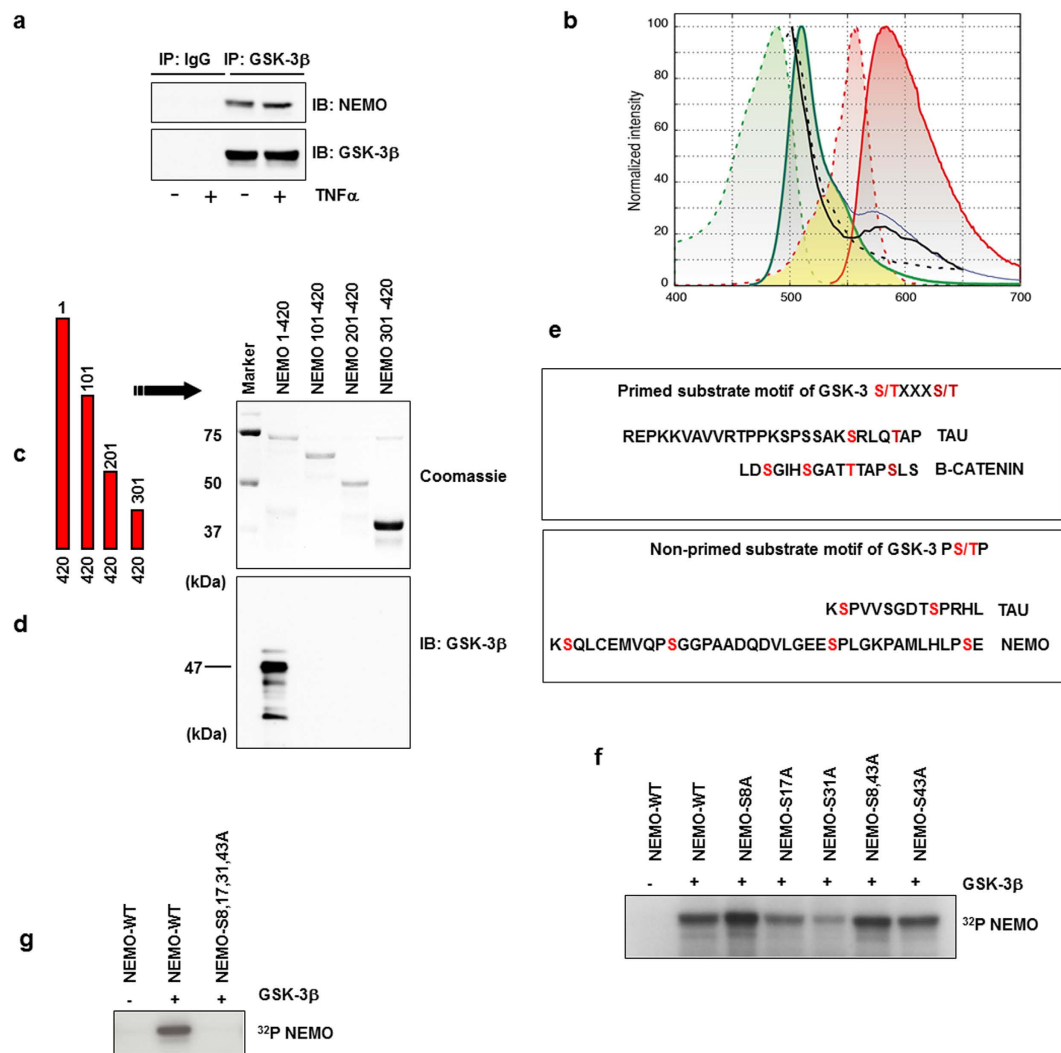 a
IP: IgG IP: GSK-3β
IB: NEMO
IB: GSK-3β
- + - + TNFα
b
Normalized intensity
100
80
60
40
20
0
400 500 600 700
c
1
101
201
301
420 420 420 420
Marker
NEMO 1-420
NEMO 101-420
NEMO 201-420
NEMO 301-420
75
50
37
(kDa)
Coomassie
d
47
(kDa)
IB: GSK-3β
e
Primed substrate motif of GSK-3 S/TXXXS/T
REPKKVAVVRTPPKSPSSAKSRLQTAP TAU
LDSGIHSGATTTAPSLS B-CATENIN
Non-primed substrate motif of GSK-3 PS/TP
KSPVVSGDTSPRHL TAU
KSQLCEMVQPSGGPAADQDVLGEESPLGKPAMLHLPSE NEMO
f
NEMO-WT
NEMO-WT
NEMO-S8A
NEMO-S17A
NEMO-S31A
NEMO-S8,43A
NEMO-S43A
- + + + + + + GSK-3β
³²P NEMO
g
NEMO-WT
NEMO-WT
NEMO-S8,17,31,43A
- + + GSK-3β
³²P NEMO